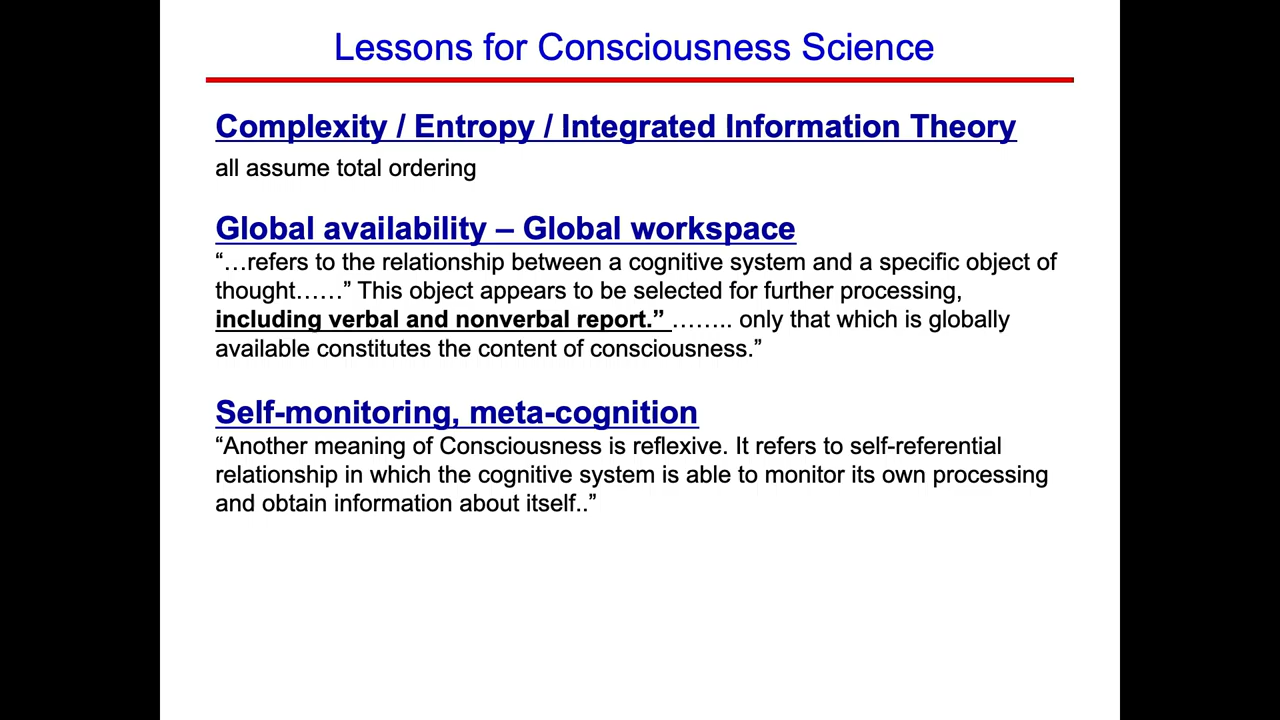 Lessons for Consciousness Science
Complexity / Entropy / Integrated Information Theory
all assume total ordering
Global availability – Global workspace
“…refers to the relationship between a cognitive system and a specific object of
thought……” This object appears to be selected for further processing,
including verbal and nonverbal report.” …….. only that which is globally
available constitutes the content of consciousness.”
Self-monitoring, meta-cognition
“Another meaning of Consciousness is reflexive. It refers to self-referential
relationship in which the cognitive system is able to monitor its own processing
and obtain information about itself..”